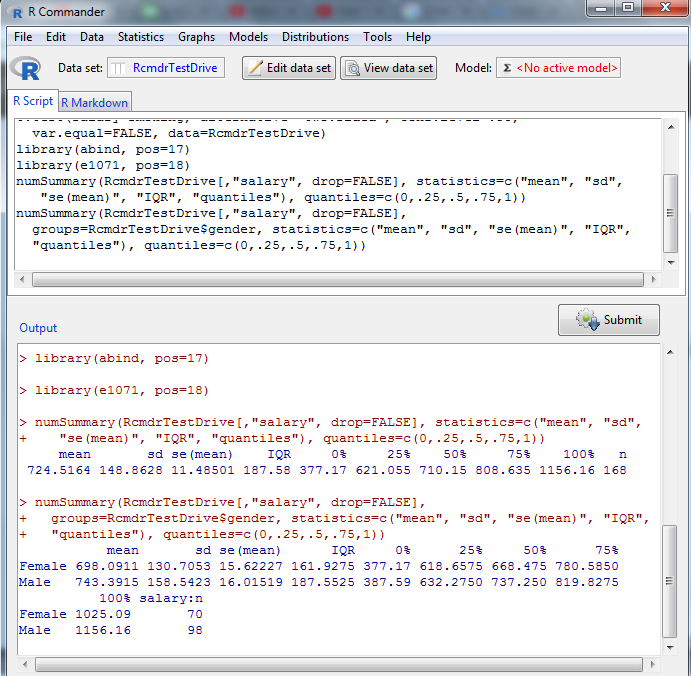 R Commander
File Edit Data Statistics Graphs Models Distributions Tools Help
R Data set: RcmdrTestDrive Edit data set View data set Model: Σ <No active model>
R Script R Markdown
var.equal=FALSE, data=RcmdrTestDrive)
library(abind, pos=17)
library(e1071, pos=18)
numSummary(RcmdrTestDrive[,"salary", drop=FALSE], statistics=c("mean", "sd",
"se(mean)", "IQR", "quantiles"), quantiles=c(0,.25,.5,.75,1))
numSummary(RcmdrTestDrive[,"salary", drop=FALSE],
groups=RcmdrTestDrive$gender, statistics=c("mean", "sd", "se(mean)", "IQR",
"quantiles"), quantiles=c(0,.25,.5,.75,1))
Output Submit
> library(abind, pos=17)
> library(e1071, pos=18)
> numSummary(RcmdrTestDrive[,"salary", drop=FALSE], statistics=c("mean", "sd",
+ "se(mean)", "IQR", "quantiles"), quantiles=c(0,.25,.5,.75,1))
mean sd se(mean) IQR 0% 25% 50% 75% 100% n
724.5164 148.8628 11.48501 187.58 377.17 621.055 710.15 808.635 1156.16 168
> numSummary(RcmdrTestDrive[,"salary", drop=FALSE],
+ groups=RcmdrTestDrive$gender, statistics=c("mean", "sd", "se(mean)", "IQR",
+ "quantiles"), quantiles=c(0,.25,.5,.75,1))
mean sd se(mean) IQR 0% 25% 50% 75%
Female 698.0911 130.7053 15.62227 161.9275 377.17 618.6575 668.475 780.5850
Male 743.3915 158.5423 16.01519 187.5525 387.59 632.2750 737.250 819.8275
100% salary:n
Female 1025.09 70
Male 1156.16 98